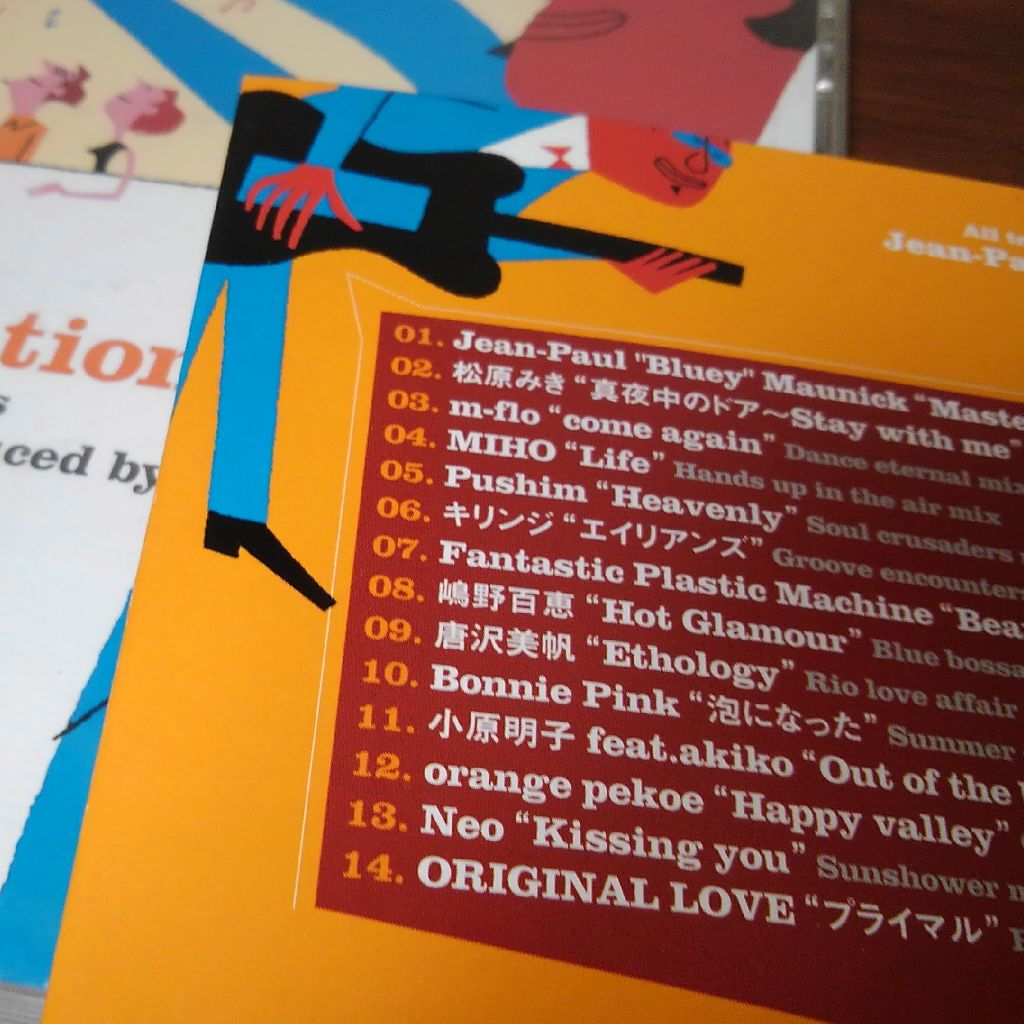 All
Jean-Pa
tion
ced by
01. Jean-Paul "Bluey" Maunick “Maste
02. 松原みき “真夜中のドア〜Stay with me”
03. m-flo “come again” Dance eternal mix
04. MIHO “Life” Hands up in the air mix
05. Pushim “Heavenly” Soul crusaders
06. キリンジ “エイリアンズ” Groove encounters
07. Fantastic Plastic Machine “Bea
08. 嶋野百恵 “Hot Glamour” Blue bossa
09. 唐沢美帆 “Ethology” Rio love affair
10. Bonnie Pink “泡になった” Summer
11. 小原明子 feat.akiko “Out of the
12. orange pekoe “Happy valley”
13. Neo “Kissing you” Sunshower m
14. ORIGINAL LOVE “プライマル”